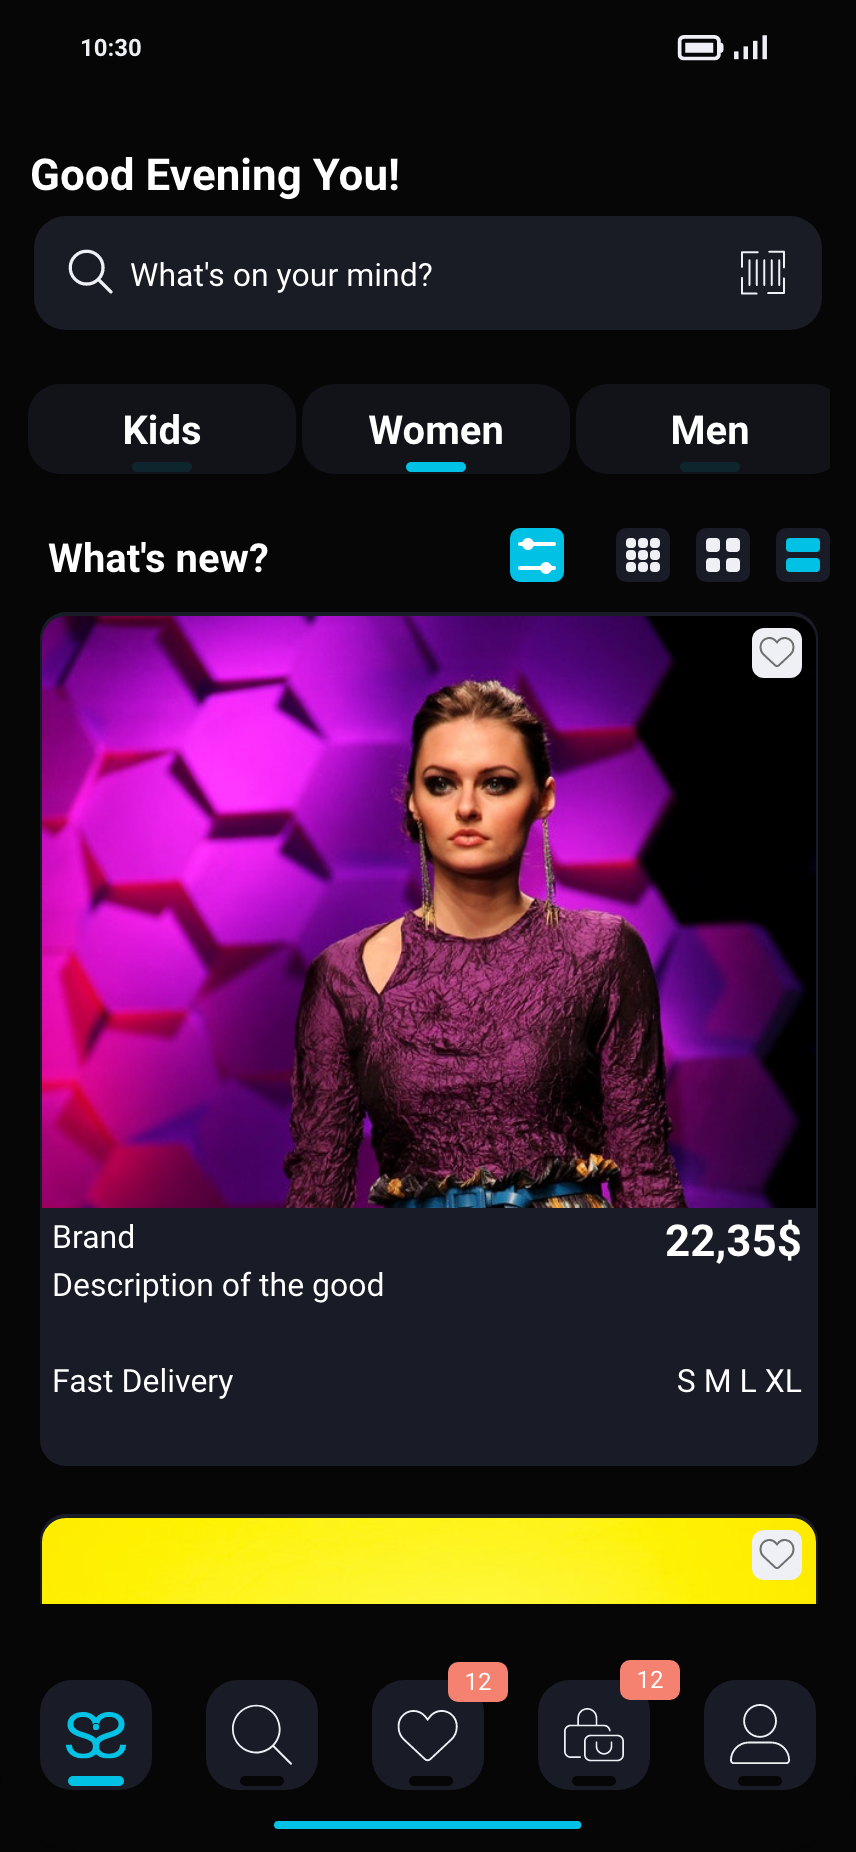 10:30
Good Evening You!
What's on your mind?
Kids
Women
Men
What's new?
Brand
22,35$
Description of the good
Fast Delivery
S M L XL
12
12